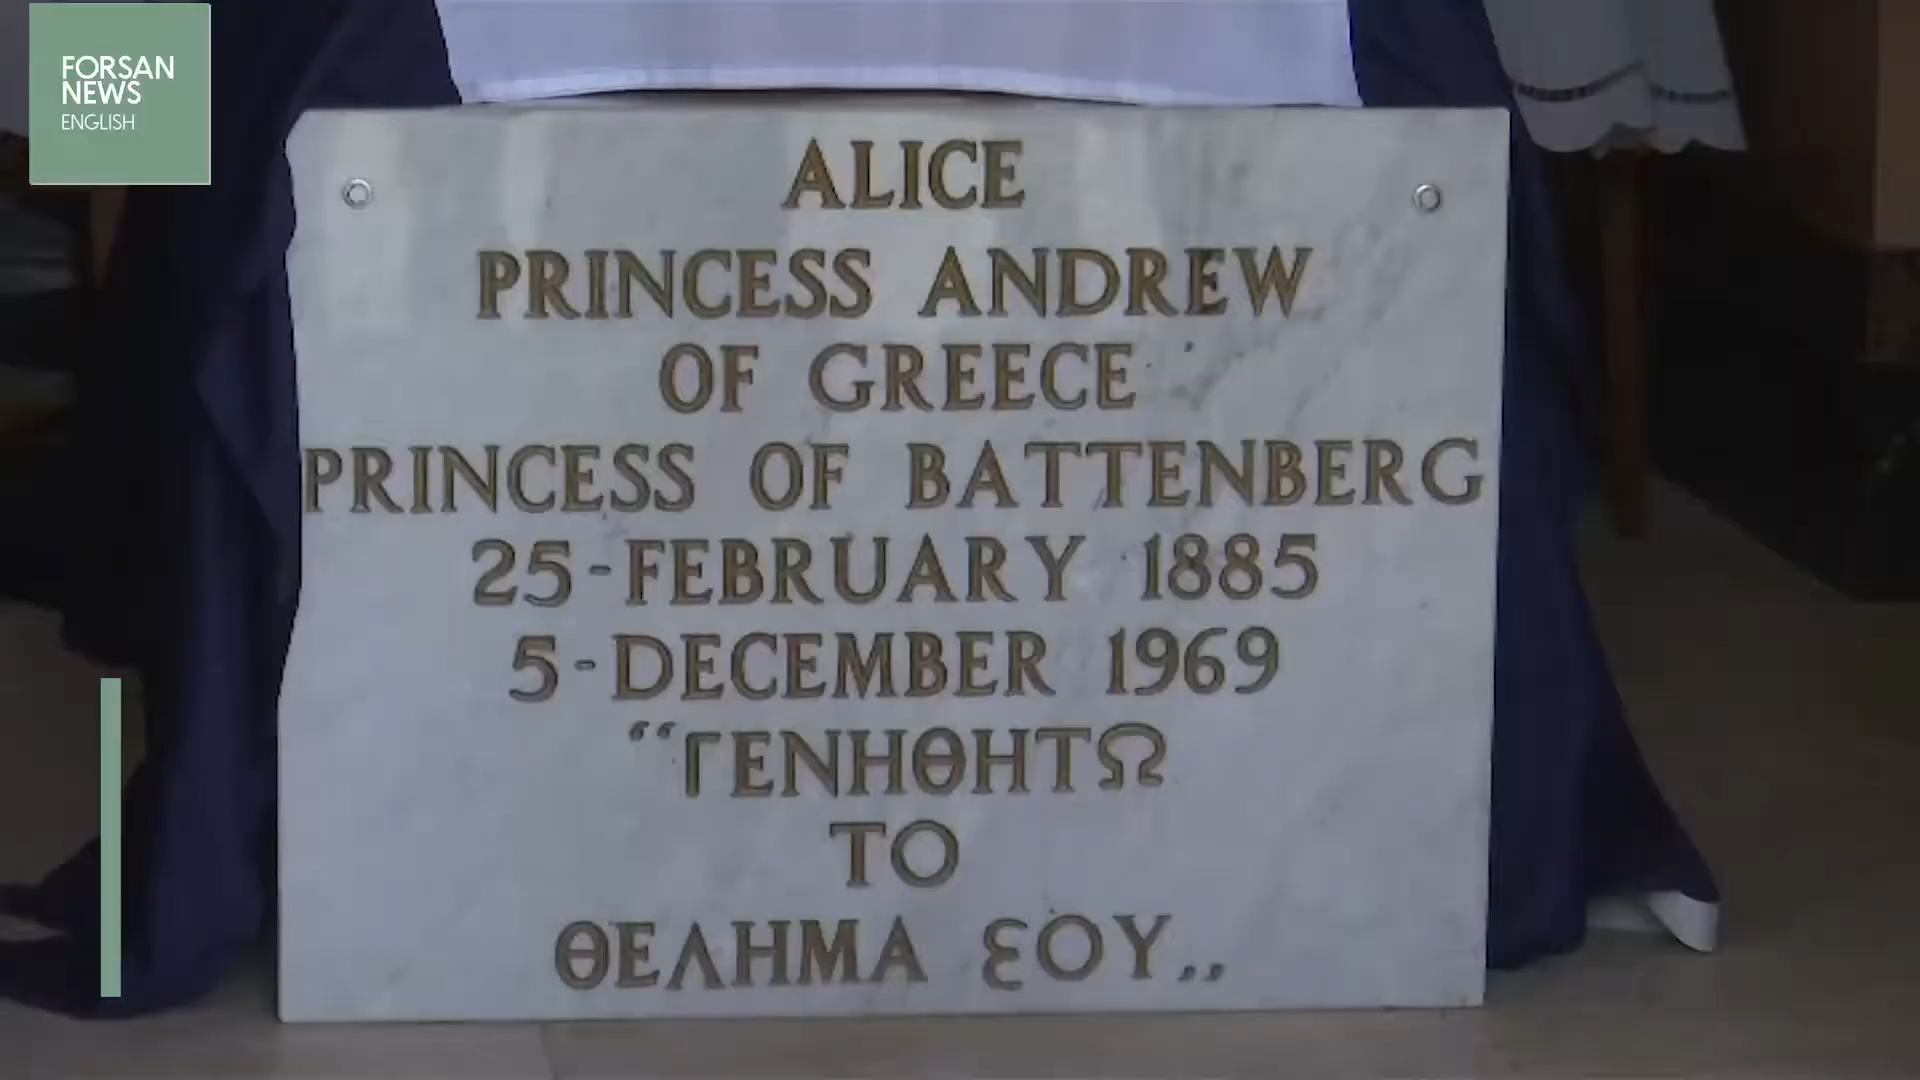 FORSAN
NEWS
ENGLISH
ALICE
PRINCESS ANDREW
OF GREECE
PRINCESS OF BATTENBERG
25-FEBRUARY 1885
5-DECEMBER 1969
“ΓΕΝΗΘΗΤΩ
ΤΟ
ΘΕΛΗΜΑ ΣΟΥ„